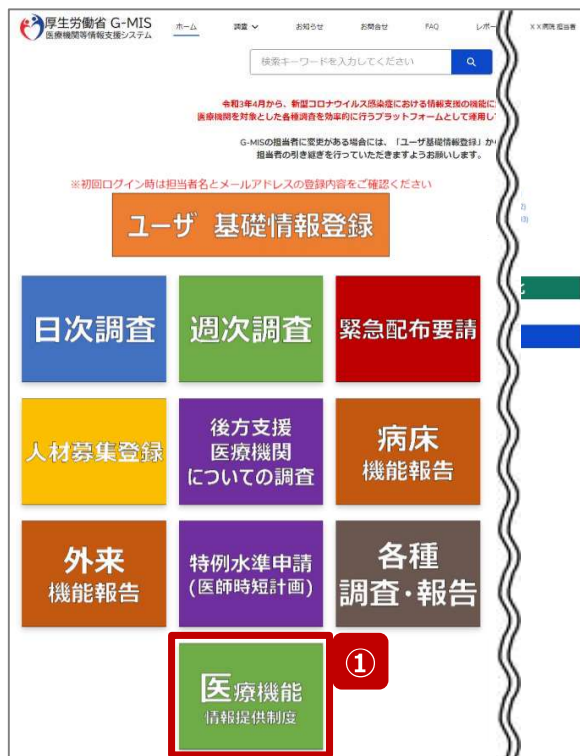 厚生労働省 G-MIS
医療機関等情報支援システム
ホーム 調査 お知らせ お問合せ FAQ レポー
××病院 担当者
検索キーワードを入力してください
令和3年4月から、新型コロナウイルス感染症における情報支援の機能に
医療機関を対象とした各種調査を効率的に行うプラットフォームとして運用し
G-MISの担当者に変更がある場合には、「ユーザ基礎情報登録」か
担当者の引き継ぎを行っていただきますようお願いします。
※初回ログイン時は担当者名とメールアドレスの登録内容をご確認ください
ユーザ 基礎情報登録
日次調査
週次調査
緊急配布要請
人材募集登録
後方支援
医療機関
についての調査
病床
機能報告
外来
機能報告
特例水準申請
(医師時短計画)
各種
調査・報告
医療機能
情報提供制度
①